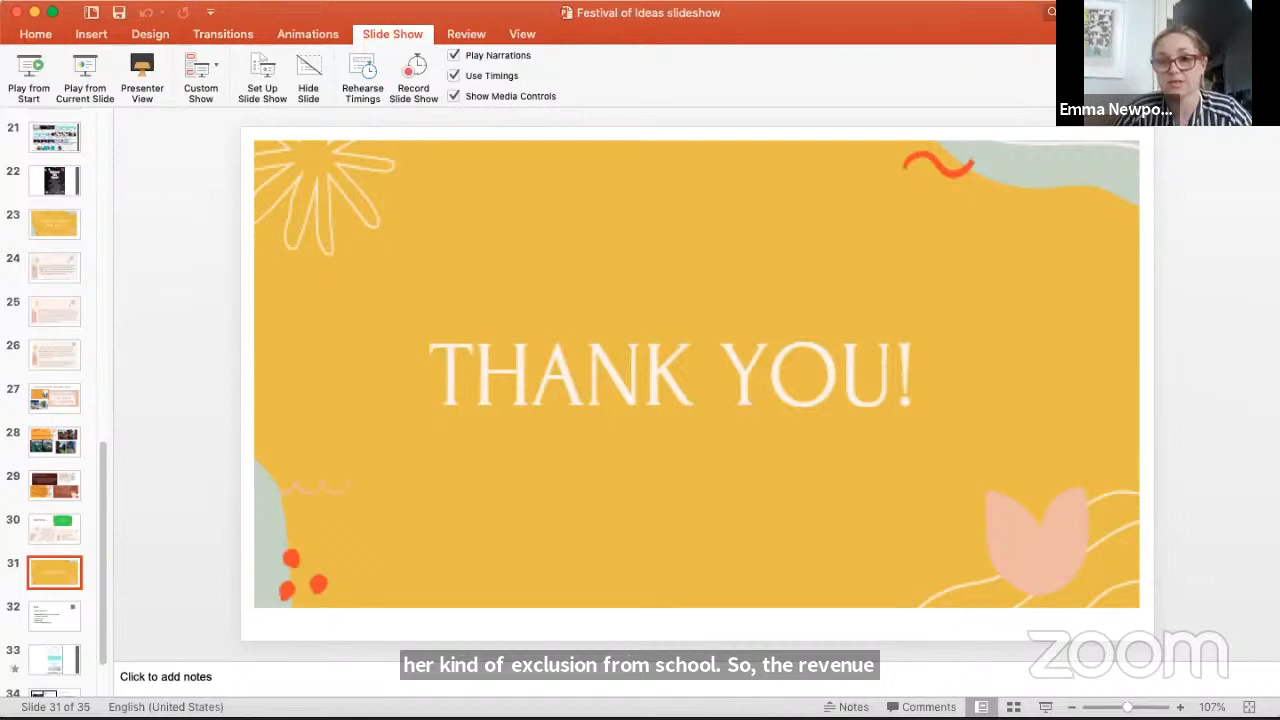 Festival of Ideas slideshow
Home Insert Design Transitions Animations Slide Show Review View
Play from Start
Play from Current Slide
Presenter View
Custom Show
Set Up Slide Show
Hide Slide
Rehearse Timings
Record Slide Show
Play Narrations
Use Timings
Show Media Controls
Emma Newpo...
21
22
23
24
25
26
27
28
29
30
31
32
33
34
THANK YOU!
zoom
her kind of exclusion from school. So, the revenue
Click to add notes
Slide 31 of 35 English (United States) Notes Comments 107%